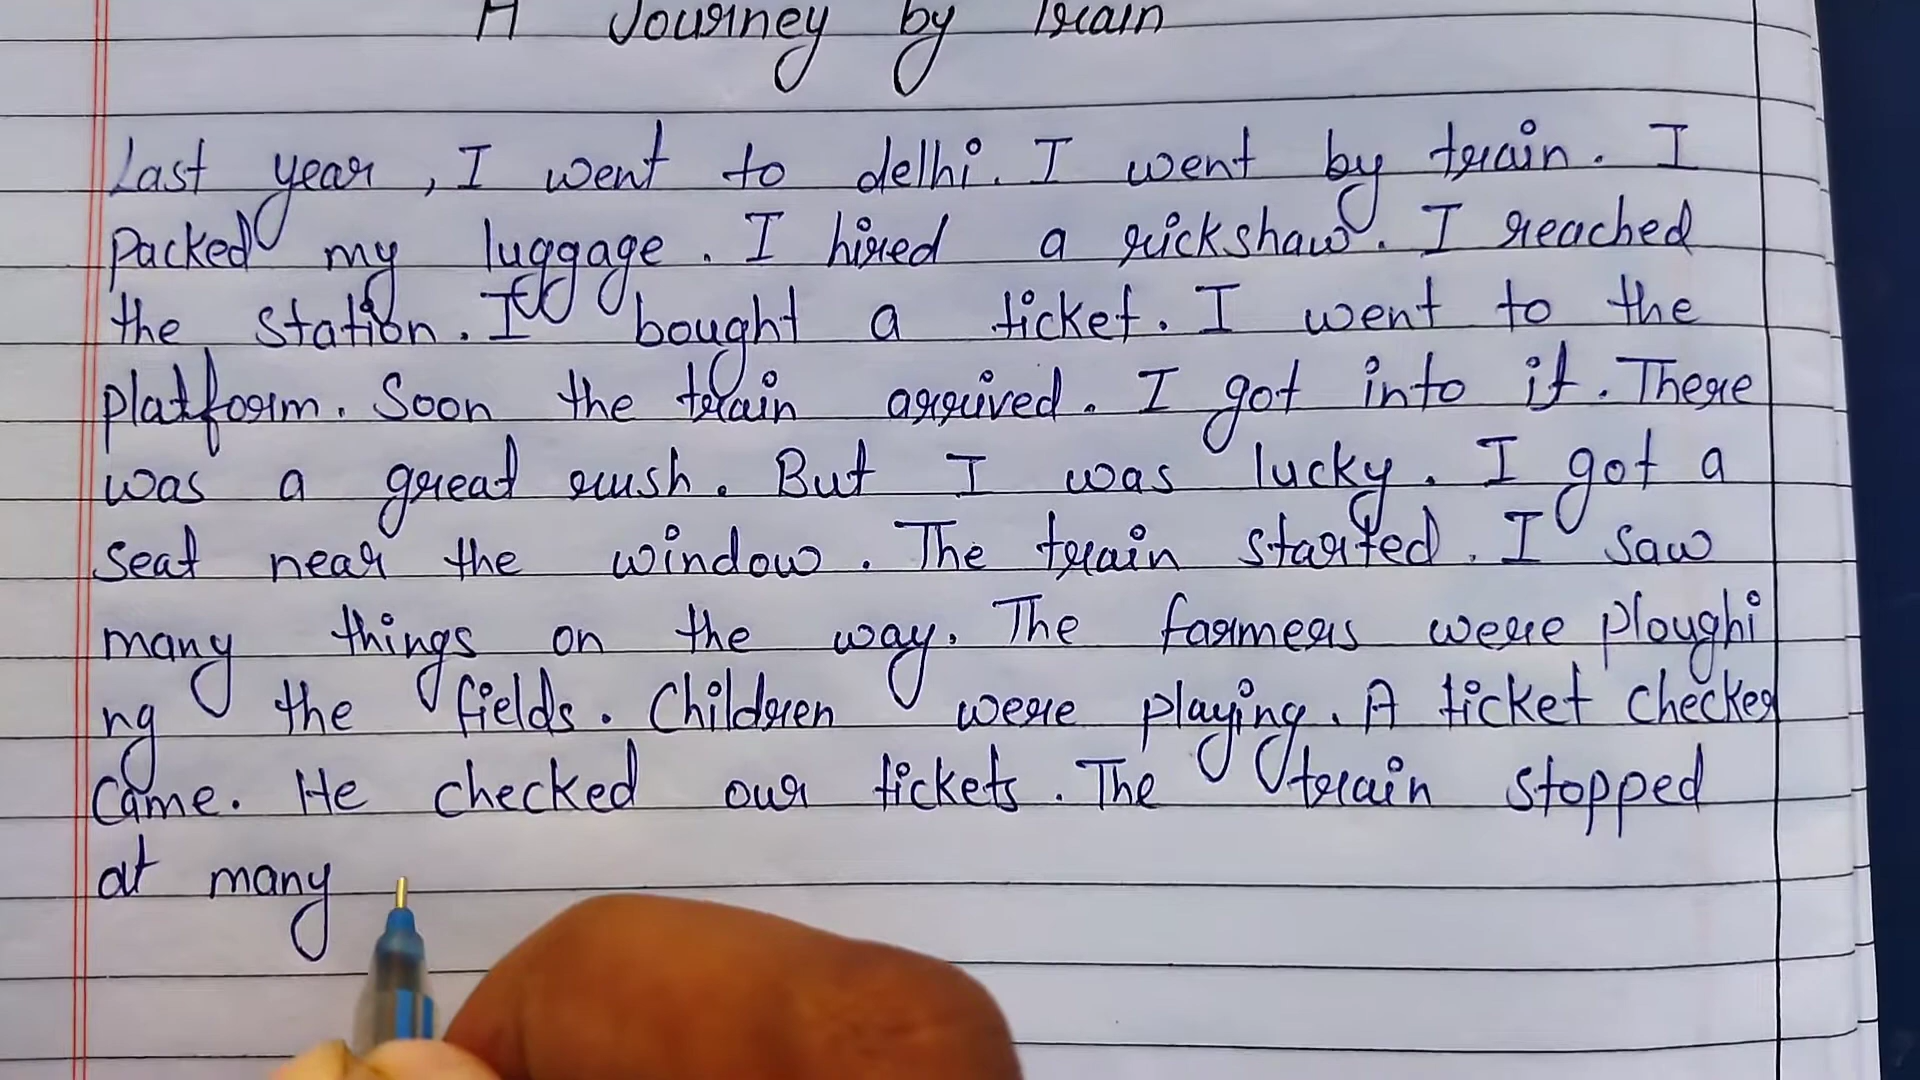 A Journey by Train
Last year, I went to delhi. I went by train. I
packed my luggage. I hired a rickshaw. I reached
the station. I bought a ticket. I went to the
platform. Soon the train arrived. I got into it. There
was a great rush. But I was lucky. I got a
seat near the window. The train started. I saw
many things on the way. The farmers were ploughi
ng the fields. Children were playing. A ticket checker
came. He checked our tickets. The train stopped
at many